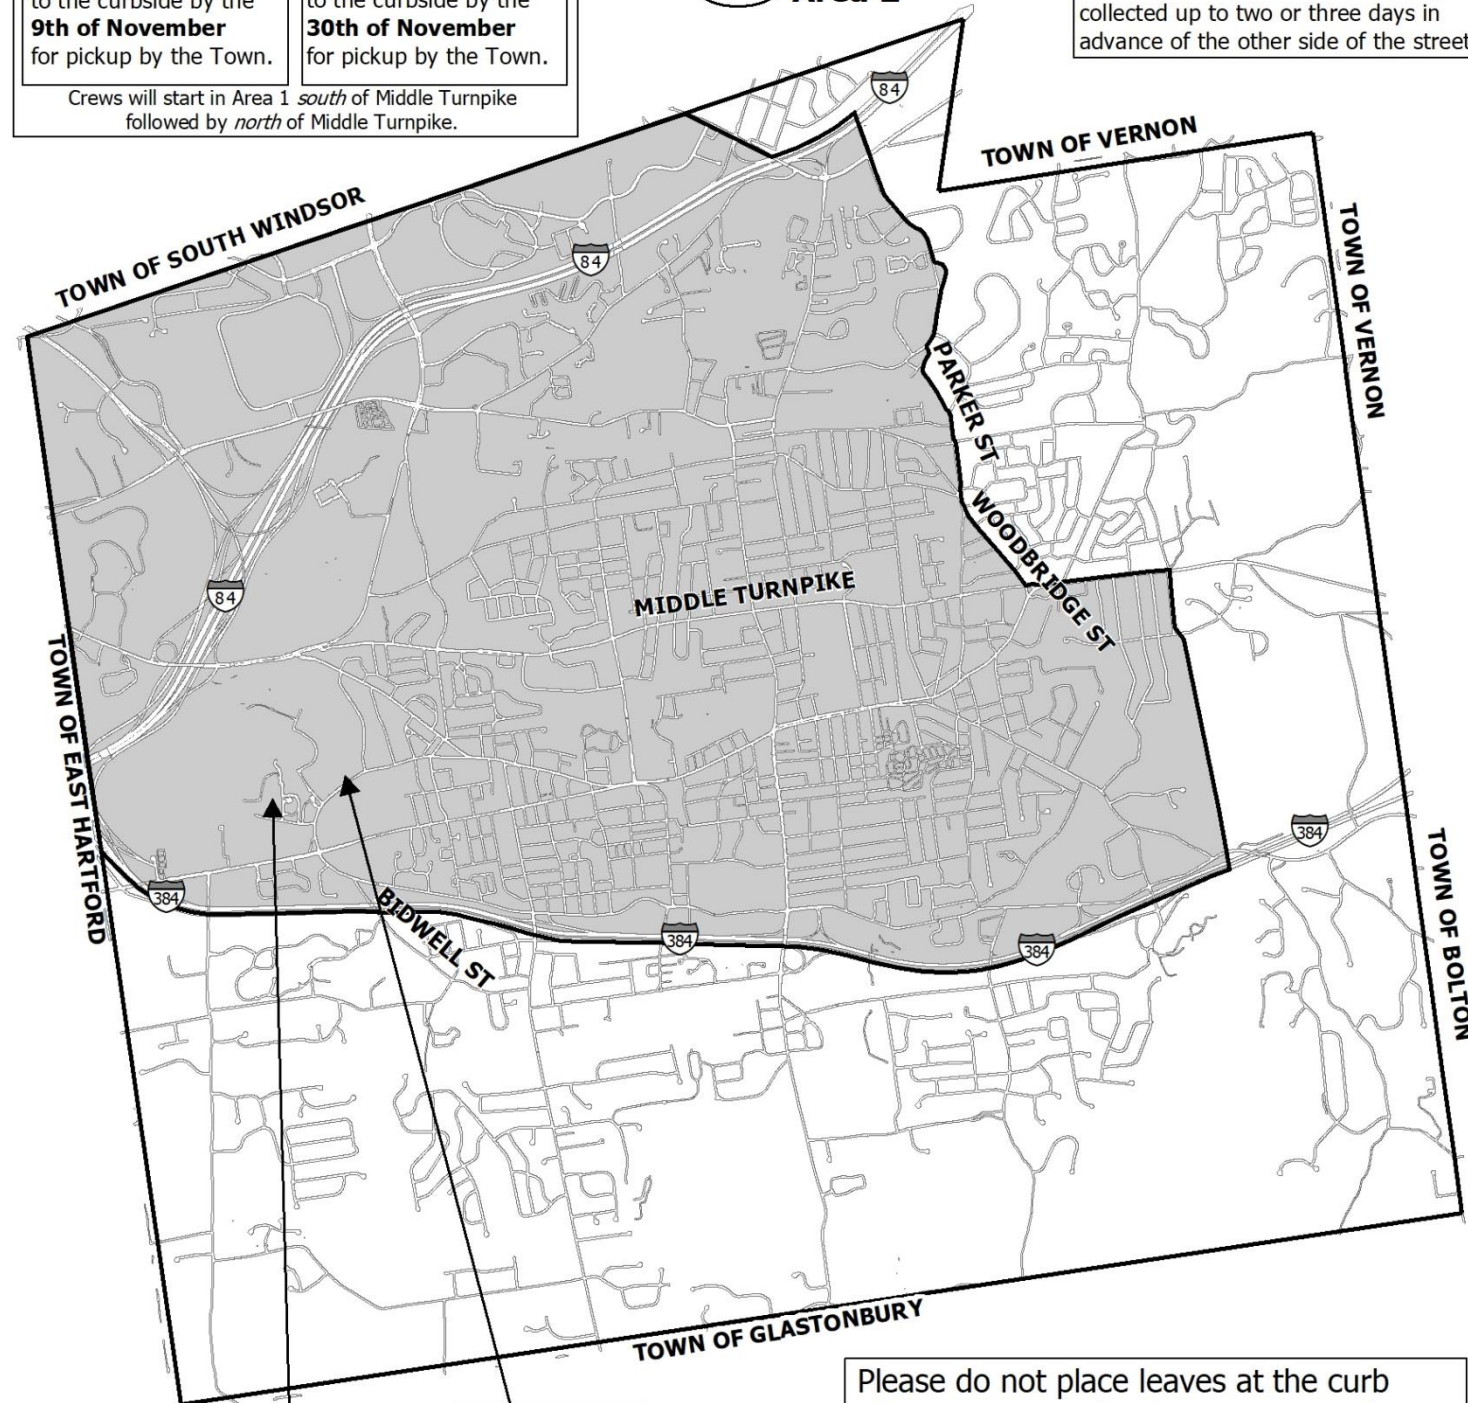 to the curbside by the
9th of November
for pickup by the Town.
to the curbside by the
30th of November
for pickup by the Town.
Crews will start in Area 1 south of Middle Turnpike
followed by north of Middle Turnpike.
Area 2
collected up to two or three days in
advance of the other side of the street
84
TOWN OF VERNON
TOWN OF SOUTH WINDSOR
84
TOWN OF VERNON
PARKER ST
WOODBRIDGE ST
MIDDLE TURNPIKE
84
TOWN OF EAST HARTFORD
384
384
BIDWELL ST
384
384
TOWN OF BOLTON
TOWN OF GLASTONBURY
Please do not place leaves at the curb